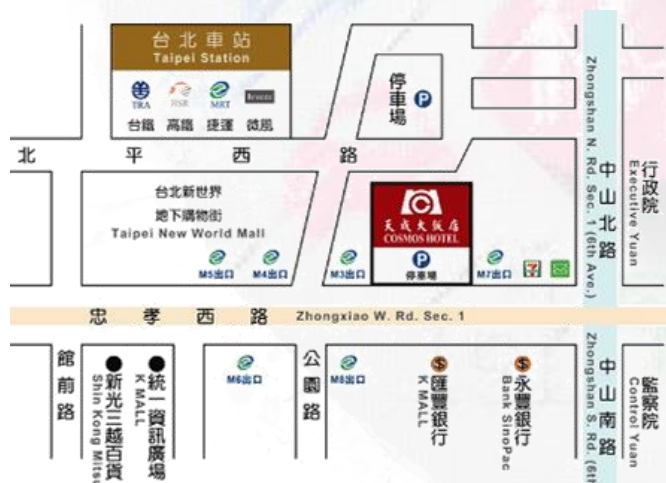 台北車站
Taipei Station
TRA
HSR
MRT
台鐵 高鐵 捷運 微風
停車場
P
北平西路
台北新世界
地下購物街
Taipei New World Mall
M5出口
M4出口
M3出口
天成大飯店
COSMOS HOTEL
P
停車場
M7出口
7
Zhongshan N. Rd. Sec. 1 (6th Ave.)
中山北路
行政院
Executive Yuan
忠孝西路 Zhongxiao W. Rd. Sec. 1
館前路
新光三越百貨
Shin Kong Mitsu
統一資訊廣場
K MALL
M6出口
公園路
M8出口
$
匯豐銀行
K MALL
$
永豐銀行
Bank SinoPac
Zhongshan S. Rd. (6th
中山南路
監察院
Control Yuan